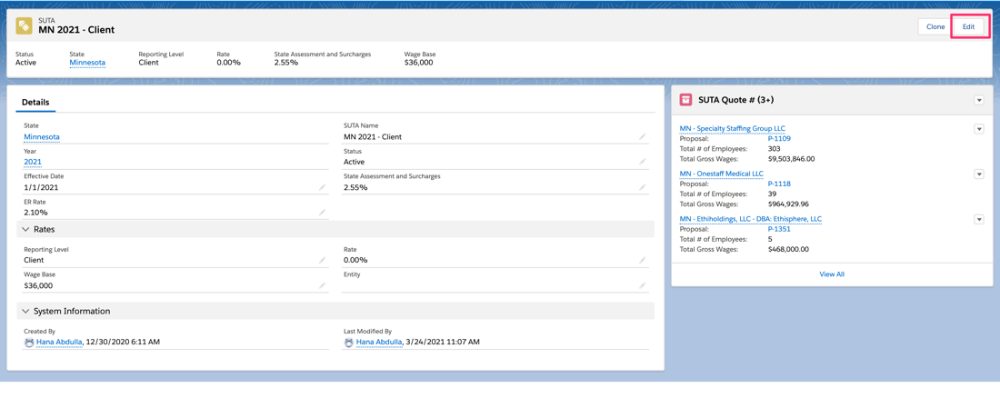 SUTA
MN 2021 - Client
Clone
Edit
Status
Active
State
Minnesota
Reporting Level
Client
Rate
0.00%
State Assessment and Surcharges
2.55%
Wage Base
$36,000
Details
State
Minnesota
SUTA Name
MN 2021 - Client
Year
2021
Status
Active
Effective Date
1/1/2021
State Assessment and Surcharges
2.55%
ER Rate
2.10%
Rates
Reporting Level
Client
Rate
0.00%
Wage Base
$36,000
Entity
System Information
Created By
Hana Abdulla, 12/30/2020 6:11 AM
Last Modified By
Hana Abdulla, 3/24/2021 11:07 AM
SUTA Quote # (3+)
MN - Specialty Staffing Group LLC
Proposal: P-1109
Total # of Employees: 303
Total Gross Wages: $9,503,846.00
MN - Onestaff Medical LLC
Proposal: P-1118
Total # of Employees: 39
Total Gross Wages: $964,929.96
MN - Ethiholdings, LLC - DBA: Ethisphere, LLC
Proposal: P-1351
Total # of Employees: 5
Total Gross Wages: $468,000.00
View All